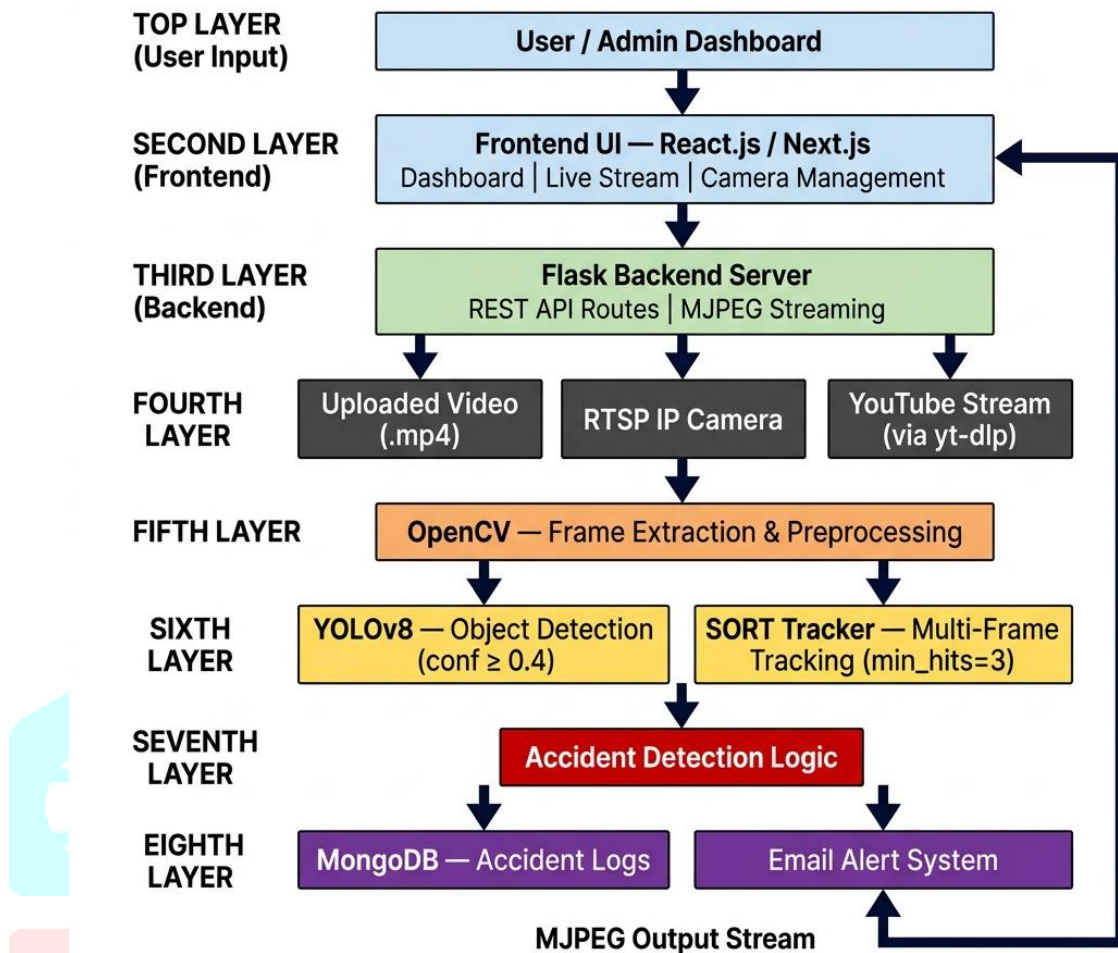 TOP LAYER
(User Input)
User / Admin Dashboard
SECOND LAYER
(Frontend)
Frontend UI — React.js / Next.js
Dashboard | Live Stream | Camera Management
THIRD LAYER
(Backend)
Flask Backend Server
REST API Routes | MJPEG Streaming
FOURTH
LAYER
Uploaded Video
(.mp4)
RTSP IP Camera
YouTube Stream
(via yt-dlp)
FIFTH LAYER
OpenCV — Frame Extraction & Preprocessing
SIXTH
LAYER
YOLOv8 — Object Detection
(conf ≥ 0.4)
SORT Tracker — Multi-Frame
Tracking (min_hits=3)
SEVENTH
LAYER
Accident Detection Logic
EIGHTH
LAYER
MongoDB — Accident Logs
Email Alert System
MJPEG Output Stream